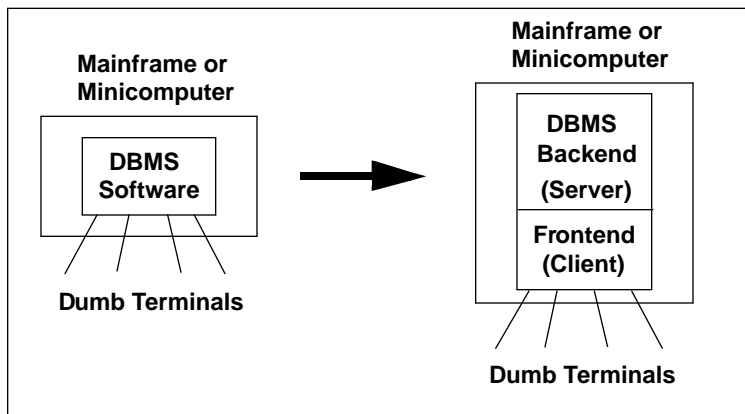 Mainframe or
Minicomputer
DBMS
Software
Dumb Terminals
Mainframe or
Minicomputer
DBMS
Backend
(Server)
Frontend
(Client)
Dumb Terminals